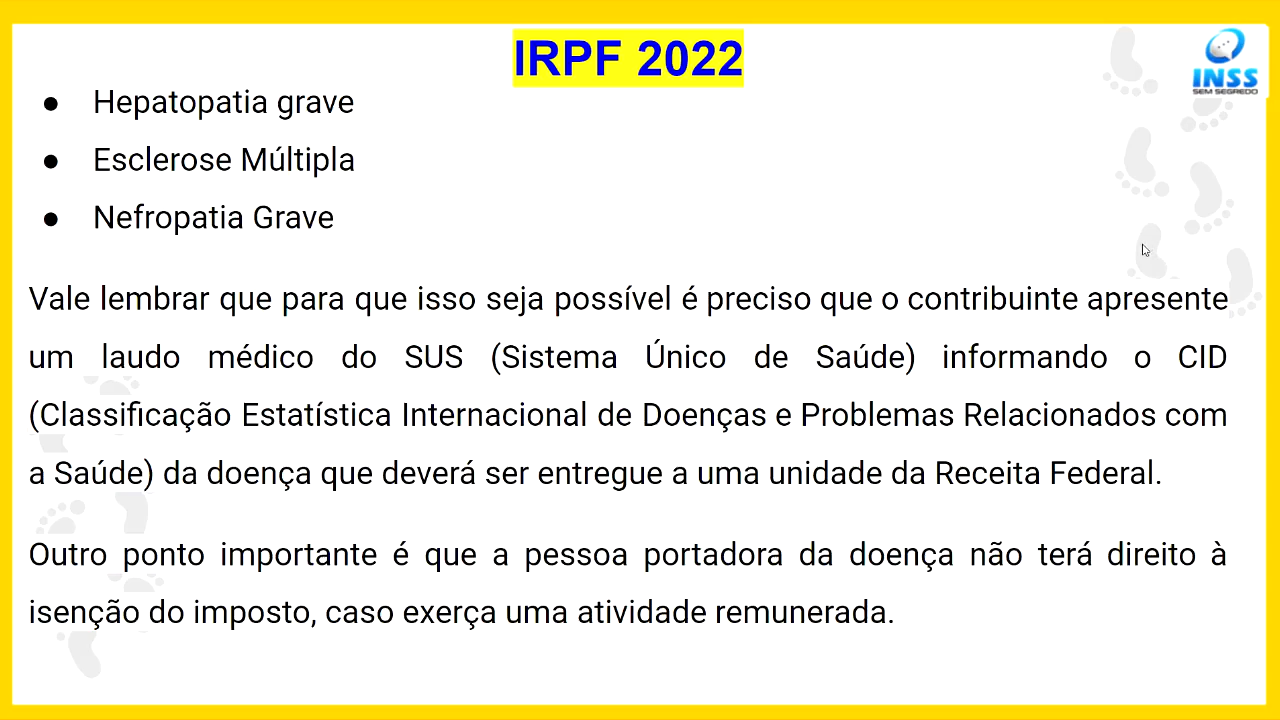 IRPF 2022
INSS
SEM SEGREDO
● Hepatopatia grave
● Esclerose Múltipla
● Nefropatia Grave
Vale lembrar que para que isso seja possível é preciso que o contribuinte apresente
um laudo médico do SUS (Sistema Único de Saúde) informando o CID
(Classificação Estatística Internacional de Doenças e Problemas Relacionados com
a Saúde) da doença que deverá ser entregue a uma unidade da Receita Federal.
Outro ponto importante é que a pessoa portadora da doença não terá direito à
isenção do imposto, caso exerça uma atividade remunerada.